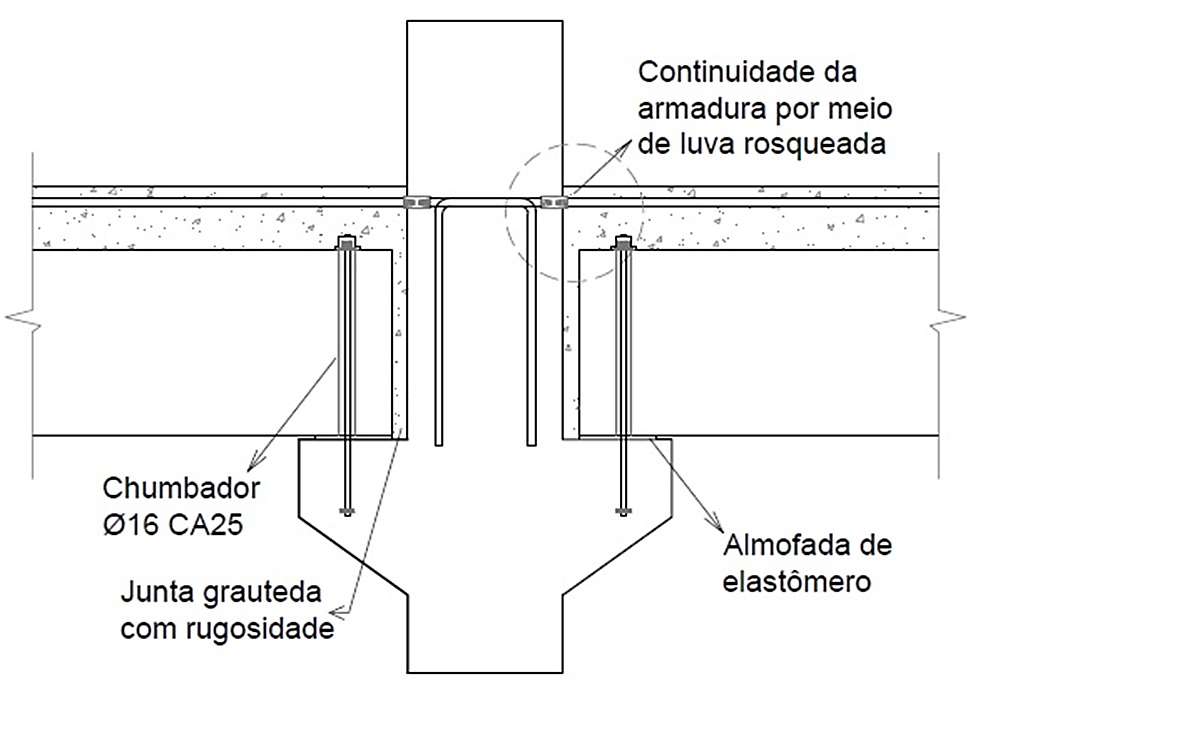 Continuidade da
armadura por meio
de luva rosqueada
Chumbador
Ø16 CA25
Almofada de
elastômero
Junta grauteda
com rugosidade